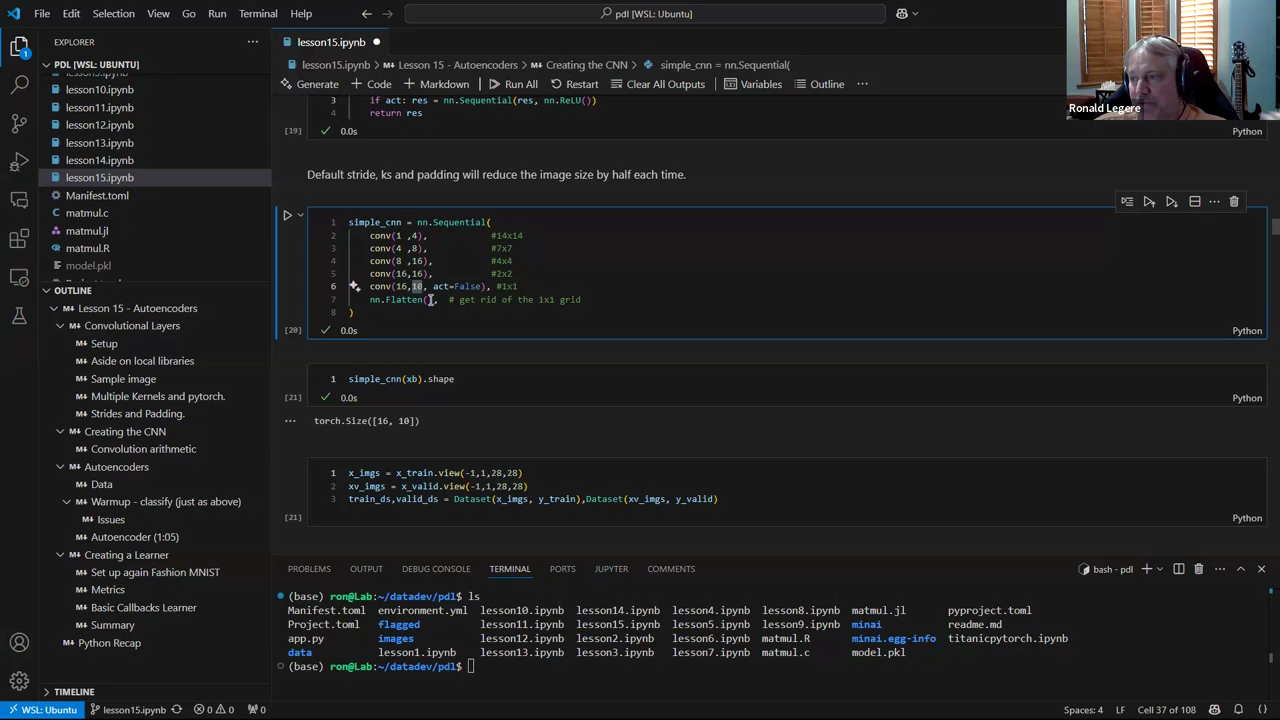 File Edit Selection View Go Run Terminal Help
pdl [WSL: Ubuntu]
Ronald Legere
EXPLORER
PDL [WSL: UBUNTU]
lesson10.ipynb
lesson11.ipynb
lesson12.ipynb
lesson13.ipynb
lesson14.ipynb
lesson15.ipynb
Manifest.toml
matmul.c
matmul.jl
matmul.R
model.pkl
OUTLINE
Lesson 15 - Autoencoders
Convolutional Layers
Setup
Aside on local libraries
Sample image
Multiple Kernels and pytorch.
Strides and Padding.
Creating the CNN
Convolution arithmetic
Autoencoders
Data
Warmup - classify (just as above)
Issues
Autoencoder (1:05)
Creating a Learner
Set up again Fashion MNIST
Metrics
Basic Callbacks Learner
Summary
Python Recap
TIMELINE
lesson15.ipynb
lesson15.ipynb > Lesson 15 - Autoencoders > Creating the CNN > simple_cnn = nn.Sequential(
Generate + Code + Markdown Run All Restart Clear All Outputs Variables Outline ...
3 if act: res = nn.Sequential(res, nn.ReLU())
4 return res
[19] 0.0s Python
Default stride, ks and padding will reduce the image size by half each time.
1 simple_cnn = nn.Sequential(
2 conv(1 ,4), #14x14
3 conv(4 ,8), #7x7
4 conv(8 ,16), #4x4
5 conv(16,16), #2x2
6 conv(16,10, act=False), #1x1
7 nn.Flatten(), # get rid of the 1x1 grid
8 )
[20] 0.0s Python
1 simple_cnn(xb).shape
[21] 0.0s Python
... torch.Size([16, 10])
1 x_imgs = x_train.view(-1,1,28,28)
2 xv_imgs = x_valid.view(-1,1,28,28)
3 train_ds,valid_ds = Dataset(x_imgs, y_train),Dataset(xv_imgs, y_valid)
[21] Python
PROBLEMS OUTPUT DEBUG CONSOLE TERMINAL PORTS JUPYTER COMMENTS
bash - pdl
(base) ron@Lab:~/datadev/pdl$ ls
Manifest.toml environment.yml lesson10.ipynb lesson14.ipynb lesson4.ipynb lesson8.ipynb matmul.jl pyproject.toml
Project.toml flagged lesson11.ipynb lesson15.ipynb lesson5.ipynb lesson9.ipynb minai readme.md
app.py images lesson12.ipynb lesson2.ipynb lesson6.ipynb matmul.R minai.egg-info titanicpytorch.ipynb
data lesson1.ipynb lesson13.ipynb lesson3.ipynb lesson7.ipynb matmul.c model.pkl
(base) ron@Lab:~/datadev/pdl$
WSL: Ubuntu lesson15.ipynb 0 0 0 Spaces: 4 LF Cell 37 of 108